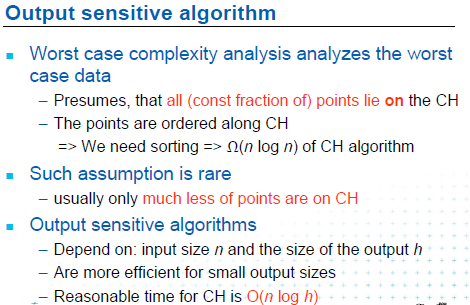 Output sensitive algorithm
Worst case complexity analysis analyzes the worst
case data
– Presumes, that all (const fraction of) points lie on the CH
– The points are ordered along CH
=> We need sorting => Ω(n log n) of CH algorithm
Such assumption is rare
– usually only much less of points are on CH
Output sensitive algorithms
– Depend on: input size n and the size of the output h
– Are more efficient for small output sizes
– Reasonable time for CH is O(n log h)